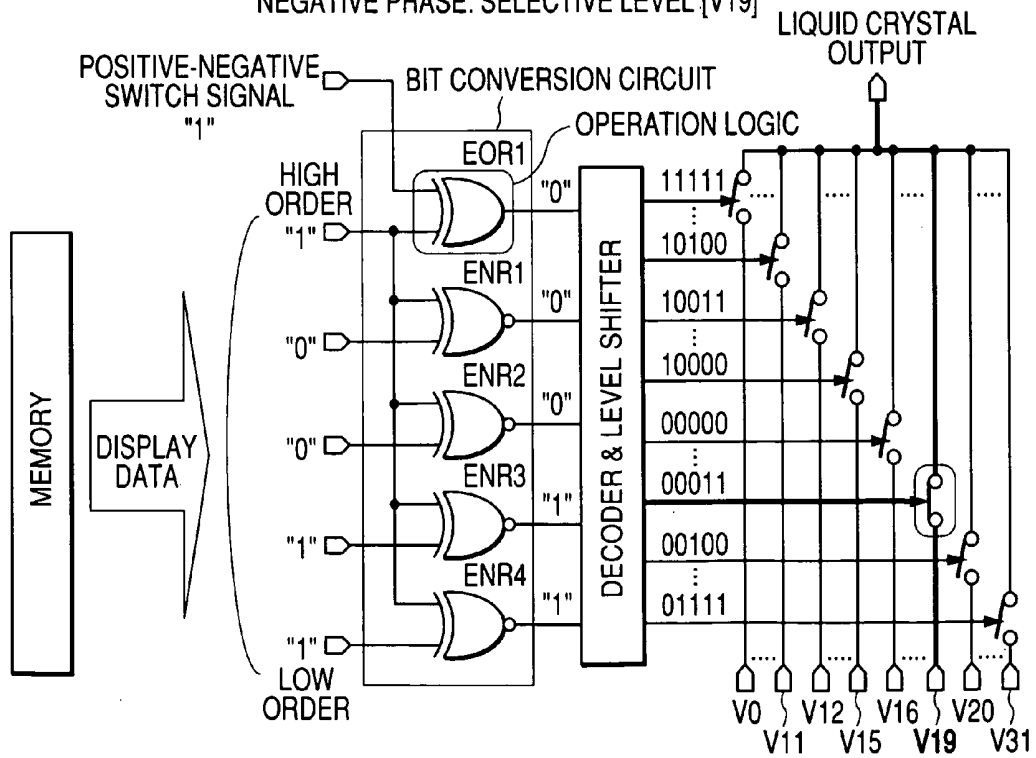 NEGATIVE PHASE: SELECTIVE LEVEL [V19]
LIQUID CRYSTAL
OUTPUT
POSITIVE-NEGATIVE
SWITCH SIGNAL
"1"
BIT CONVERSION CIRCUIT
OPERATION LOGIC
HIGH
ORDER
"1"
"0"
"0"
"1"
"1"
LOW
ORDER
MEMORY
DISPLAY
DATA
EOR1
ENR1
ENR2
ENR3
ENR4
"0"
"0"
"0"
"1"
"1"
DECODER & LEVEL SHIFTER
11111
10100
10011
10000
00000
00011
00100
01111
V0
V11
V12
V15
V16
V19
V20
V31